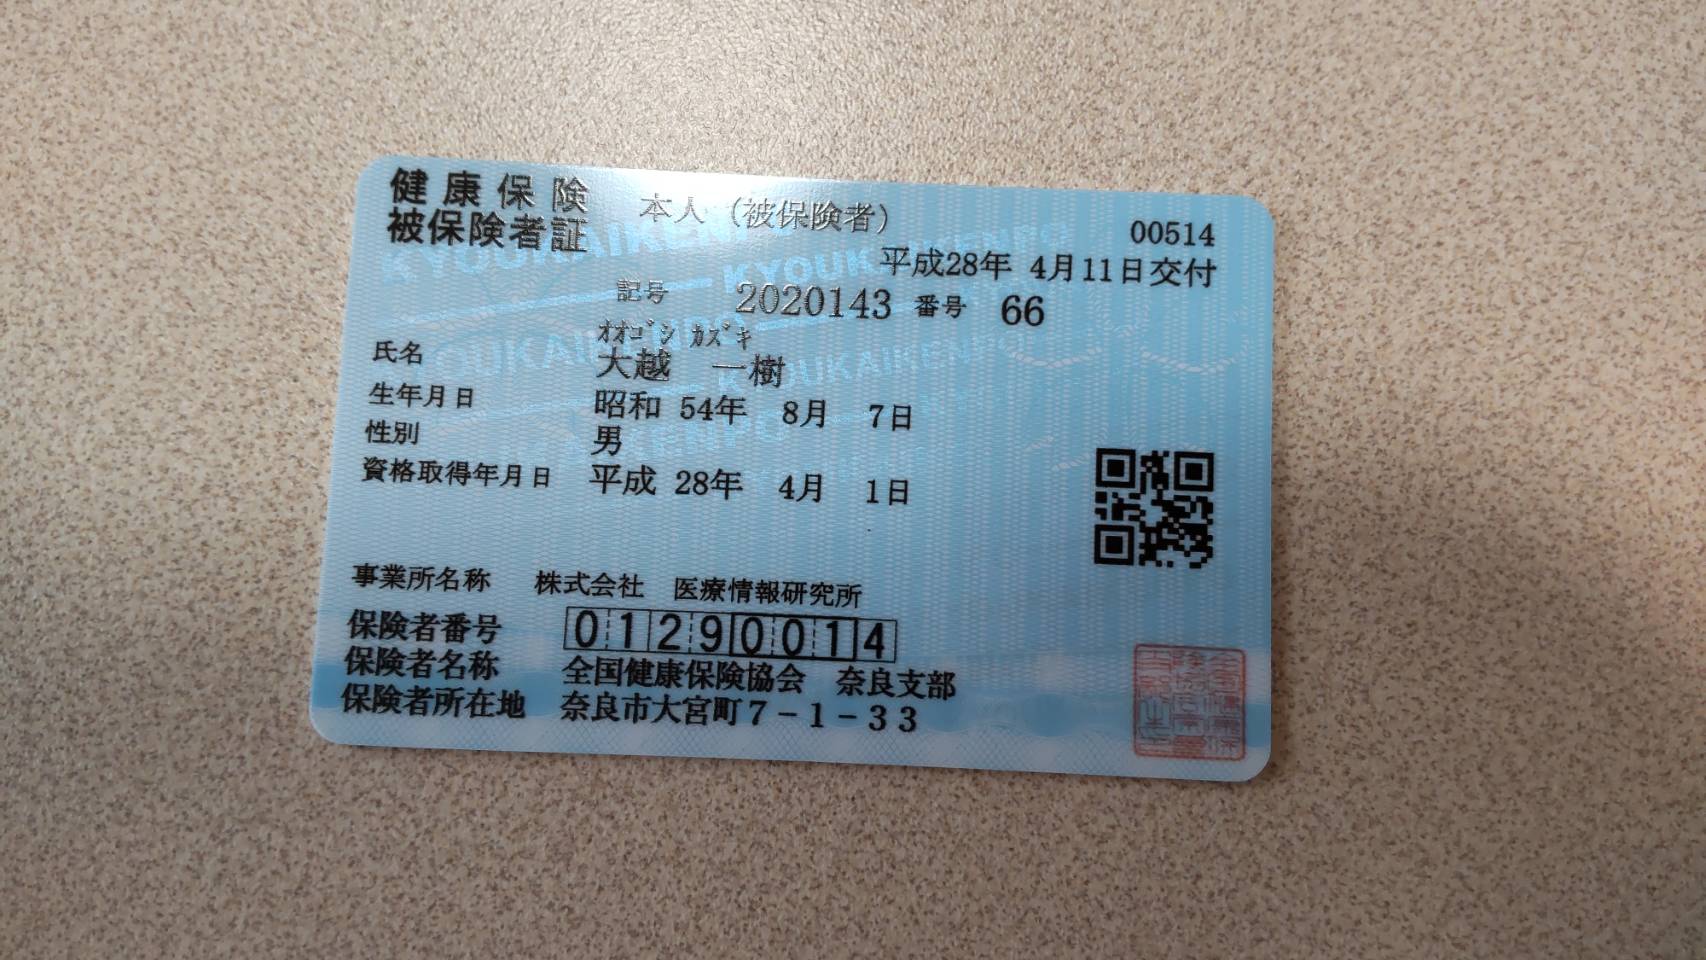 健康保険 本人（被保険者） 00514
被保険者証
平成28年 4月11日交付
記号 2020143 番号 66
ｵｵｺﾞｼ ｶｽﾞｷ
氏名 大越 一樹
生年月日 昭和 54年 8月 7日
性別 男
資格取得年月日 平成 28年 4月 1日
事業所名称 株式会社 医療情報研究所
保険者番号 01290014
保険者名称 全国健康保険協会 奈良支部
保険者所在地 奈良市大宮町7-1-33